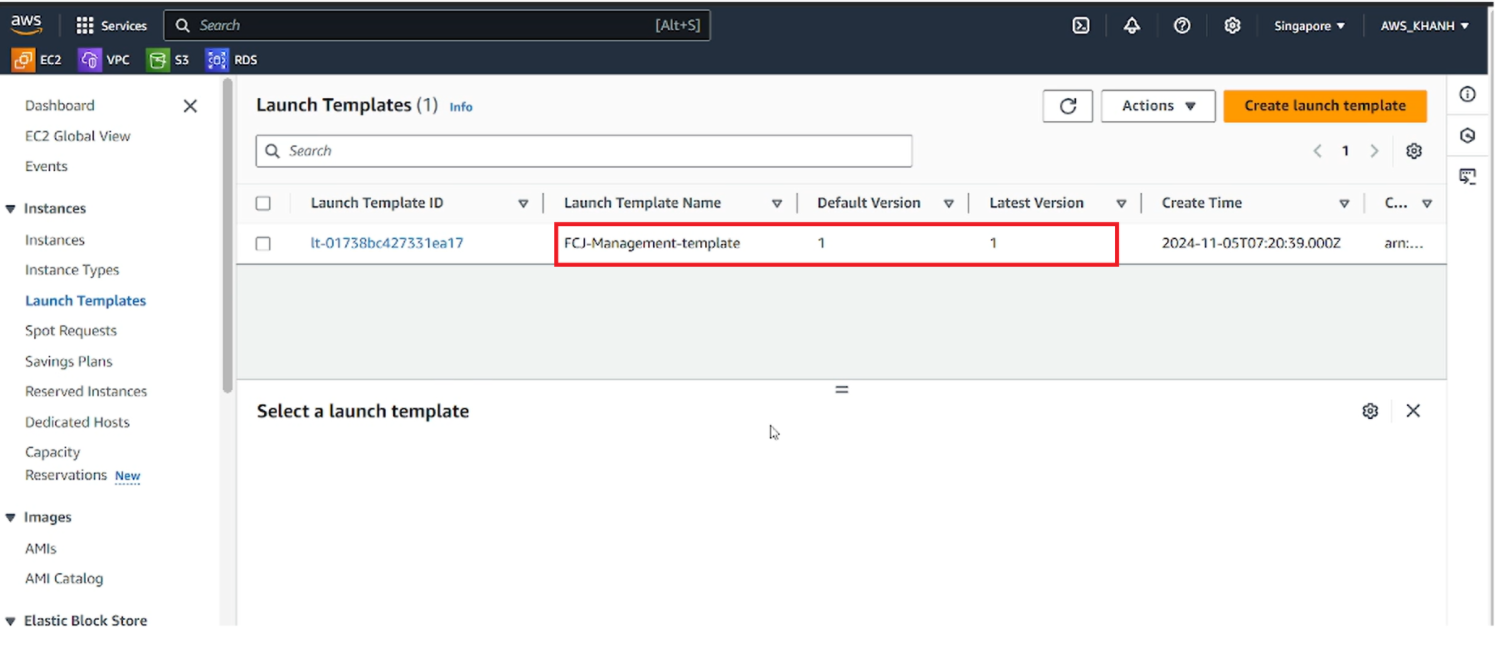 aws Services Search [Alt+S] Singapore AWS_KHANH
EC2 VPC S3 RDS
Dashboard
EC2 Global View
Events
Instances
Instances
Instance Types
Launch Templates
Spot Requests
Savings Plans
Reserved Instances
Dedicated Hosts
Capacity
Reservations New
Images
AMIs
AMI Catalog
Elastic Block Store
Launch Templates (1) Info Actions Create launch template
Search 1
Launch Template ID Launch Template Name Default Version Latest Version Create Time C...
lt-01738bc427331ea17 FCJ-Management-template 1 1 2024-11-05T07:20:39.000Z arn:...
Select a launch template